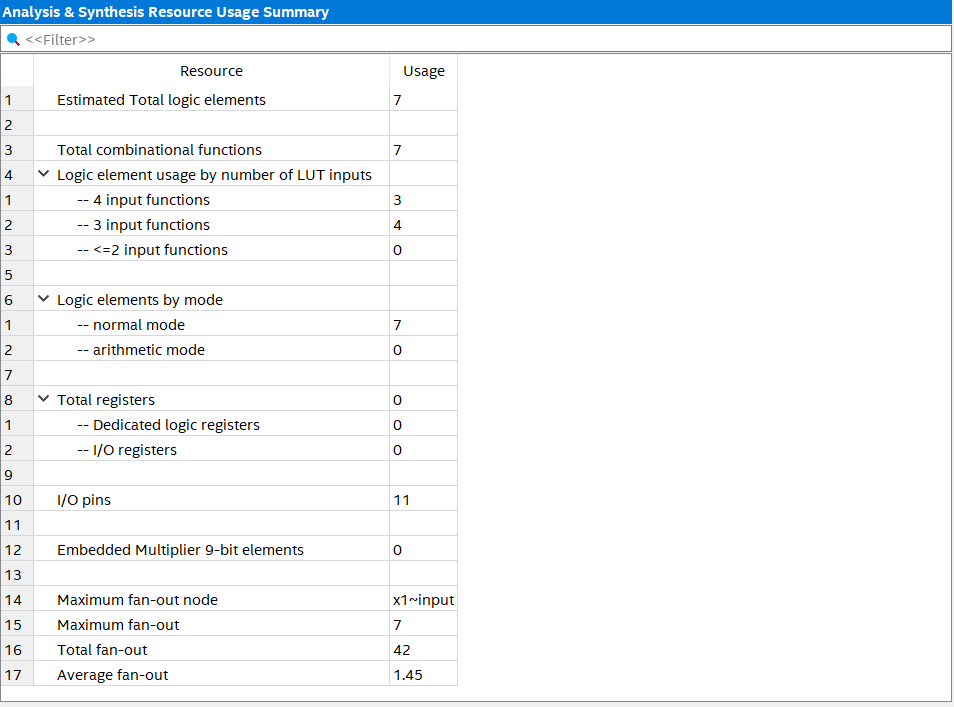 Analysis & Synthesis Resource Usage Summary
<<Filter>>
Resource Usage
1 Estimated Total logic elements 7
2
3 Total combinational functions 7
4 Logic element usage by number of LUT inputs
1 -- 4 input functions 3
2 -- 3 input functions 4
3 -- <=2 input functions 0
5
6 Logic elements by mode
1 -- normal mode 7
2 -- arithmetic mode 0
7
8 Total registers 0
1 -- Dedicated logic registers 0
2 -- I/O registers 0
9
10 I/O pins 11
11
12 Embedded Multiplier 9-bit elements 0
13
14 Maximum fan-out node x1~input
15 Maximum fan-out 7
16 Total fan-out 42
17 Average fan-out 1.45